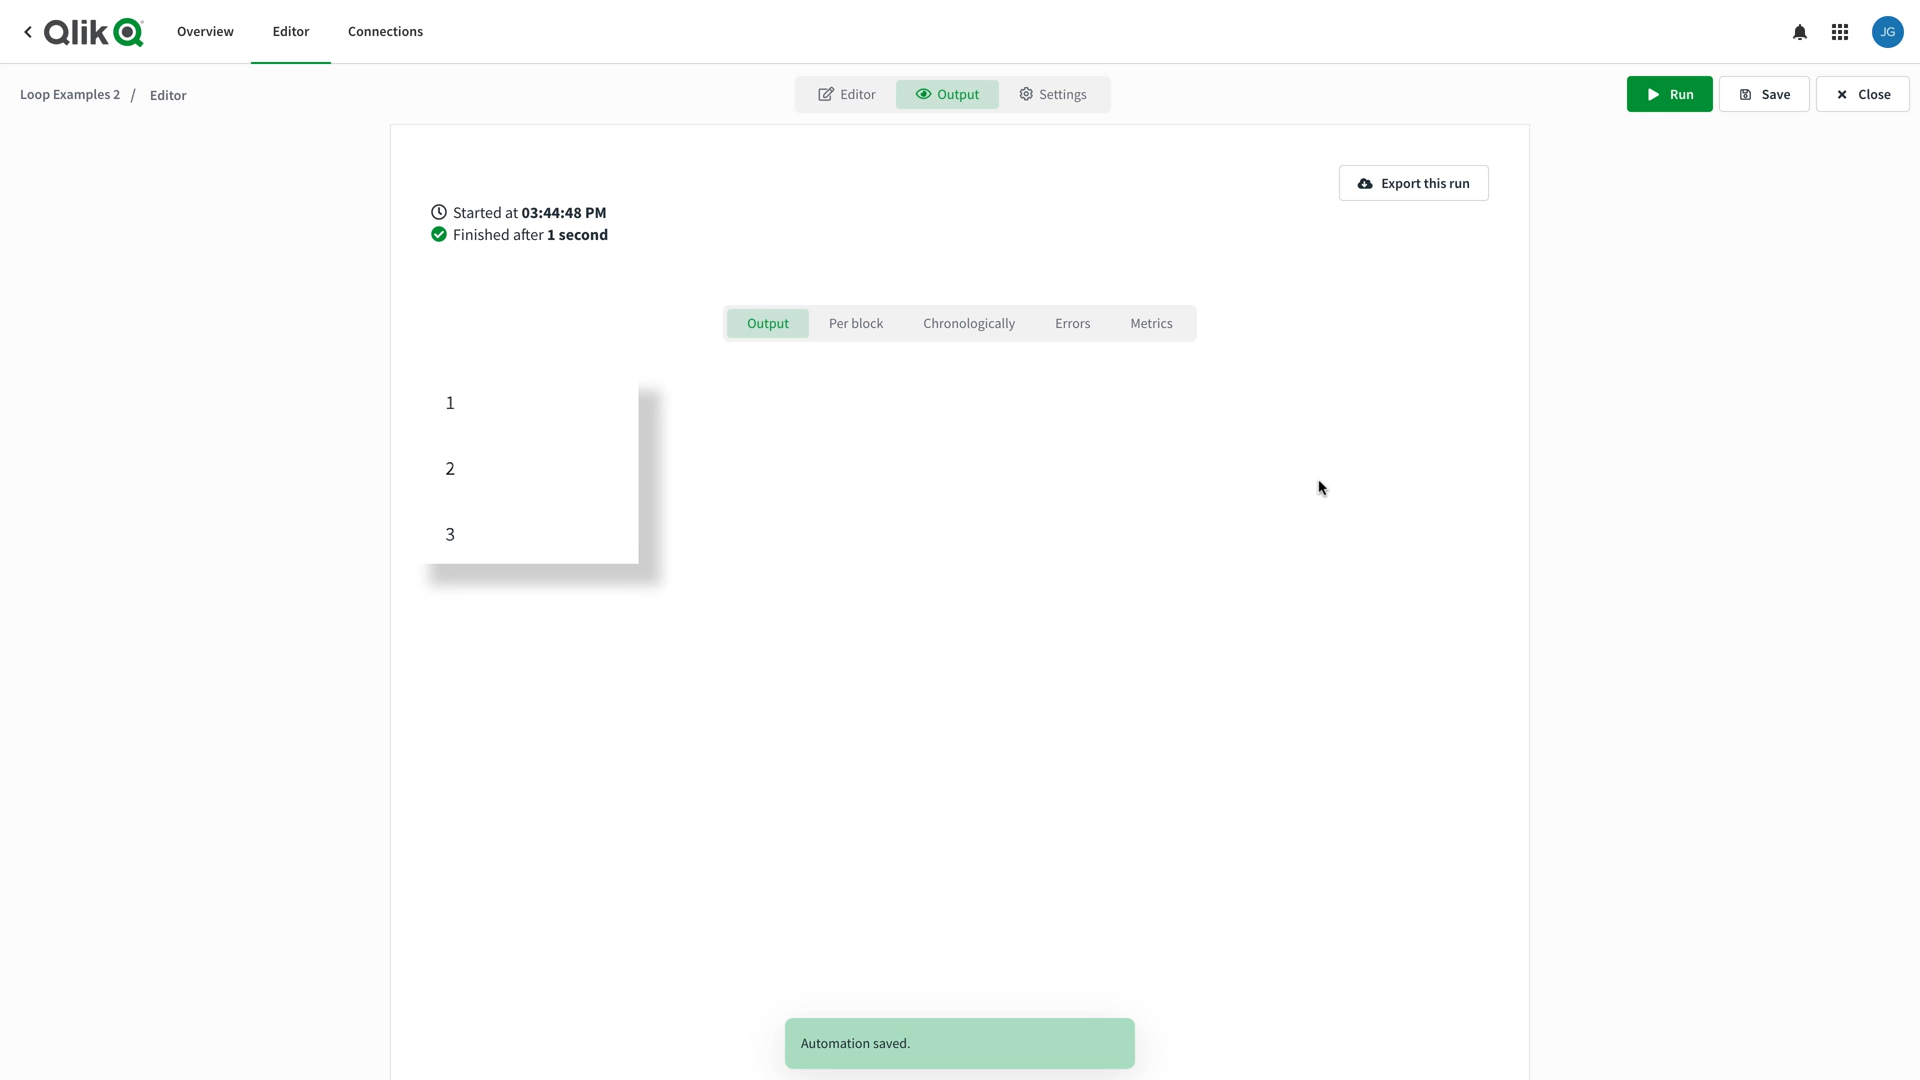 Qlik
Overview
Editor
Connections
JG
Loop Examples 2 / Editor
Editor
Output
Settings
Run
Save
Close
Export this run
Started at 03:44:48 PM
Finished after 1 second
Output
Per block
Chronologically
Errors
Metrics
1
2
3
Automation saved.